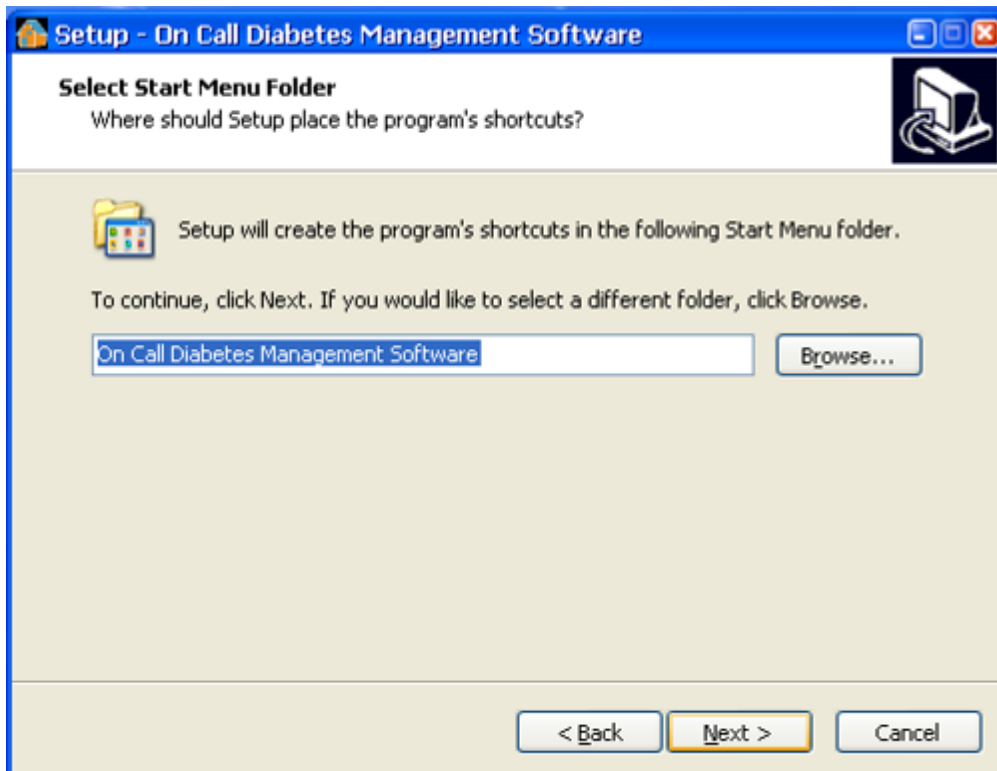 Setup - On Call Diabetes Management Software
Select Start Menu Folder
Where should Setup place the program's shortcuts?
Setup will create the program's shortcuts in the following Start Menu folder.
To continue, click Next. If you would like to select a different folder, click Browse.
On Call Diabetes Management Software
Browse...
< Back
Next >
Cancel